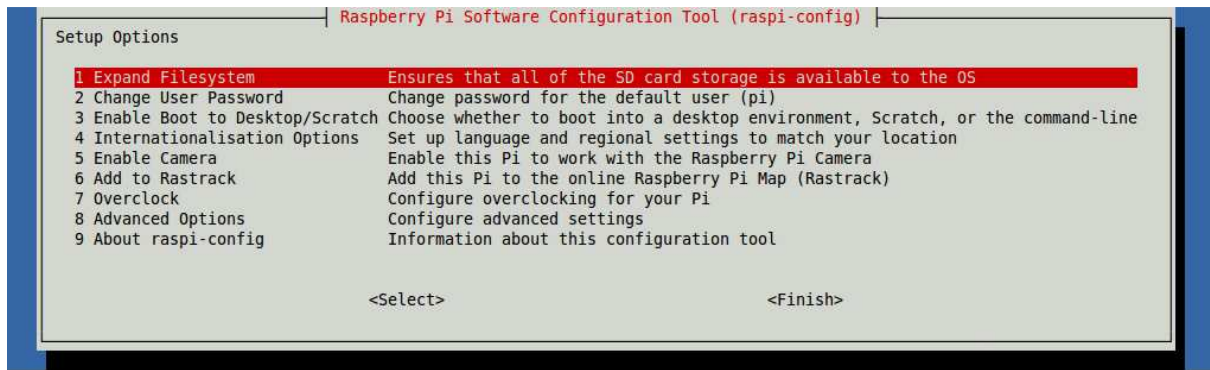 Raspberry Pi Software Configuration Tool (raspi-config)
Setup Options
1 Expand Filesystem Ensures that all of the SD card storage is available to the OS
2 Change User Password Change password for the default user (pi)
3 Enable Boot to Desktop/Scratch Choose whether to boot into a desktop environment, Scratch, or the command-line
4 Internationalisation Options Set up language and regional settings to match your location
5 Enable Camera Enable this Pi to work with the Raspberry Pi Camera
6 Add to Rastrack Add this Pi to the online Raspberry Pi Map (Rastrack)
7 Overclock Configure overclocking for your Pi
8 Advanced Options Configure advanced settings
9 About raspi-config Information about this configuration tool
<Select> <Finish>